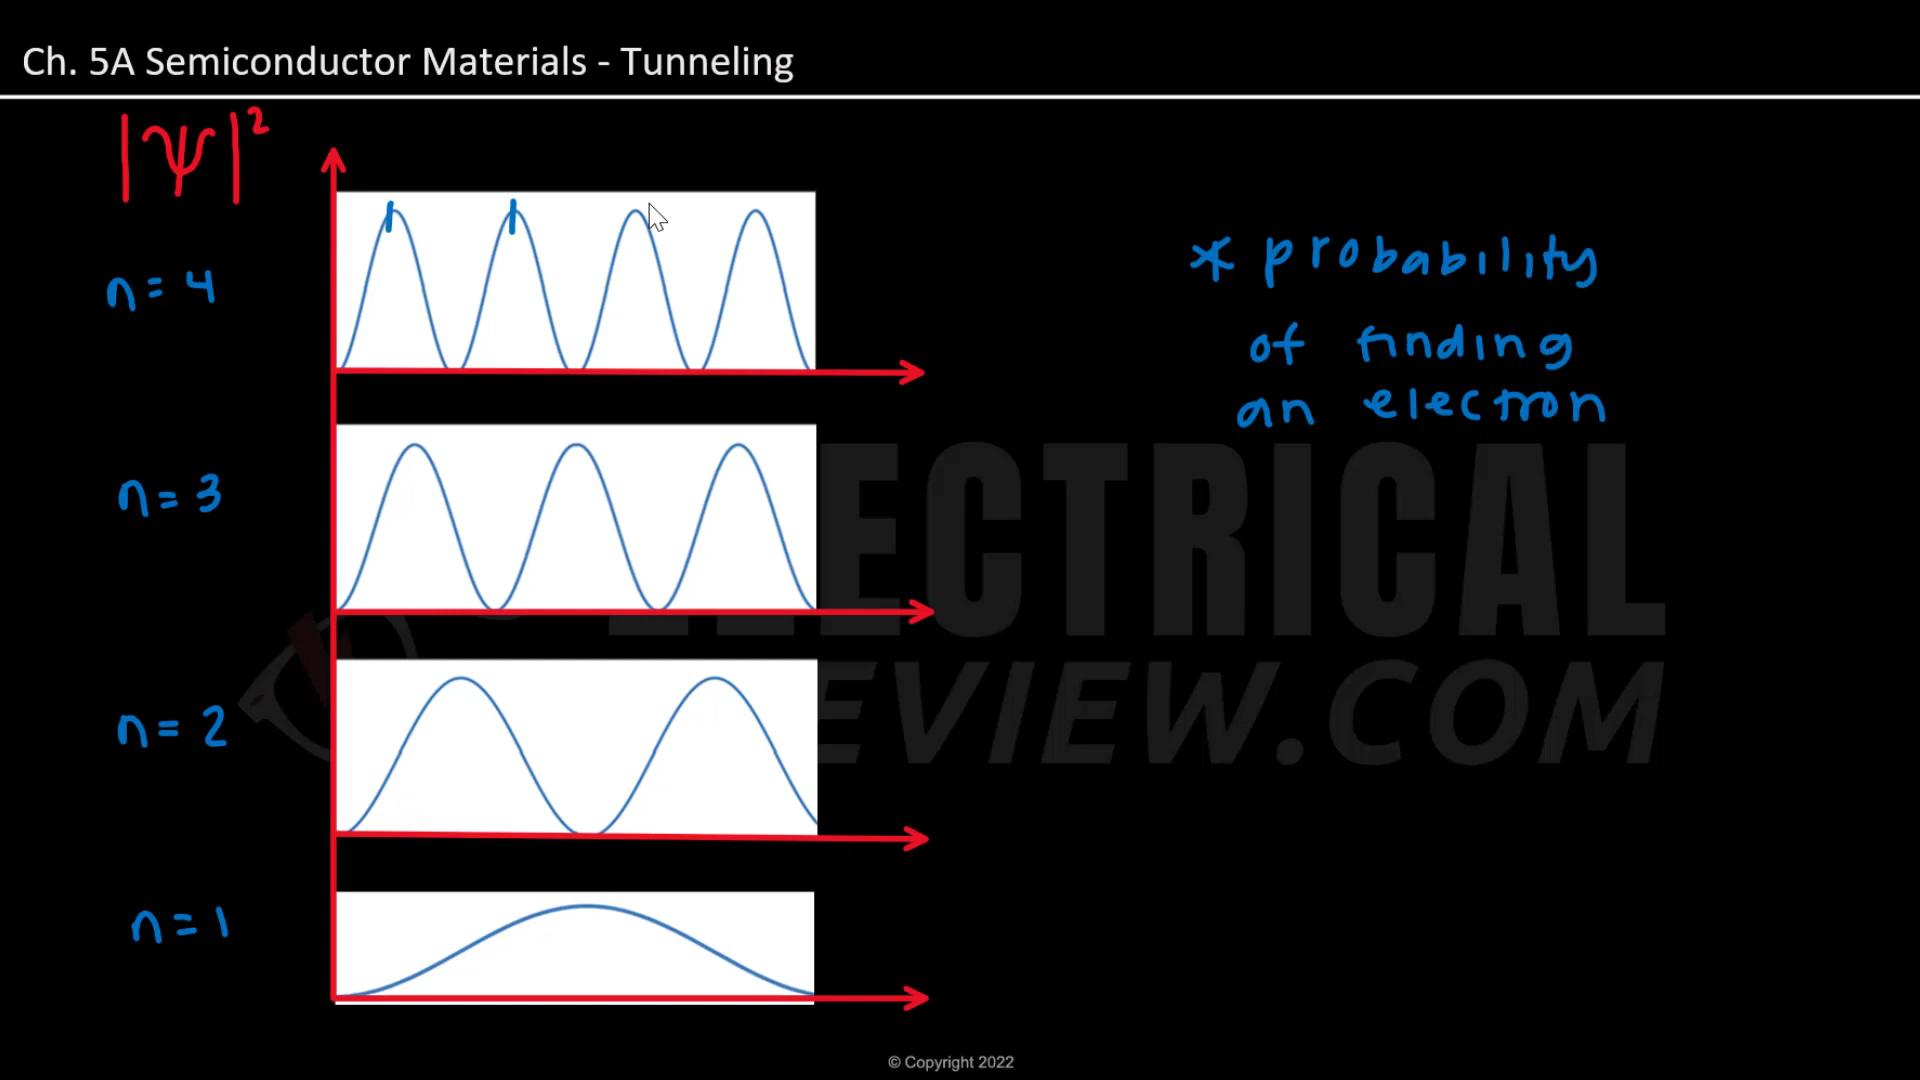 Ch. 5A Semiconductor Materials - Tunneling
|Ψ|²
n = 4
* probability
of finding
an electron
n = 3
ELECTRICAL
n = 2
EVIEW.COM
n = 1
© Copyright 2022